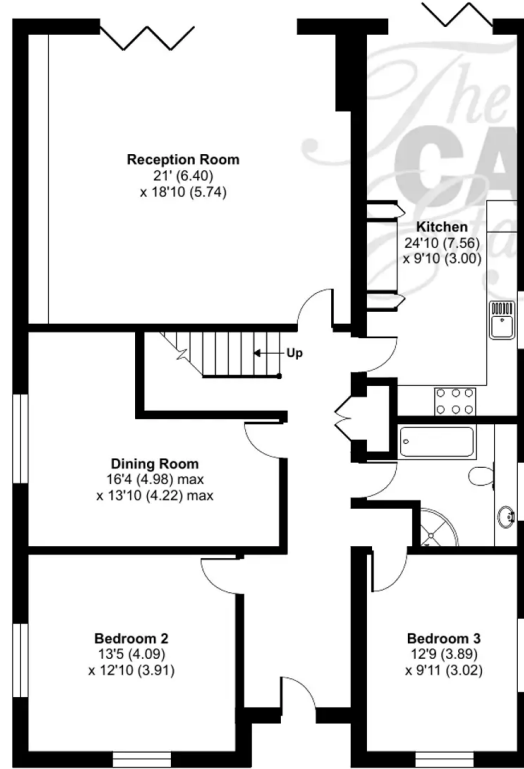 The
CA
Reception Room
21' (6.40)
x 18'10 (5.74)
Kitchen
24'10 (7.56)
x 9'10 (3.00)
Up
Dining Room
16'4 (4.98) max
x 13'10 (4.22) max
Bedroom 2
13'5 (4.09)
x 12'10 (3.91)
Bedroom 3
12'9 (3.89)
x 9'11 (3.02)